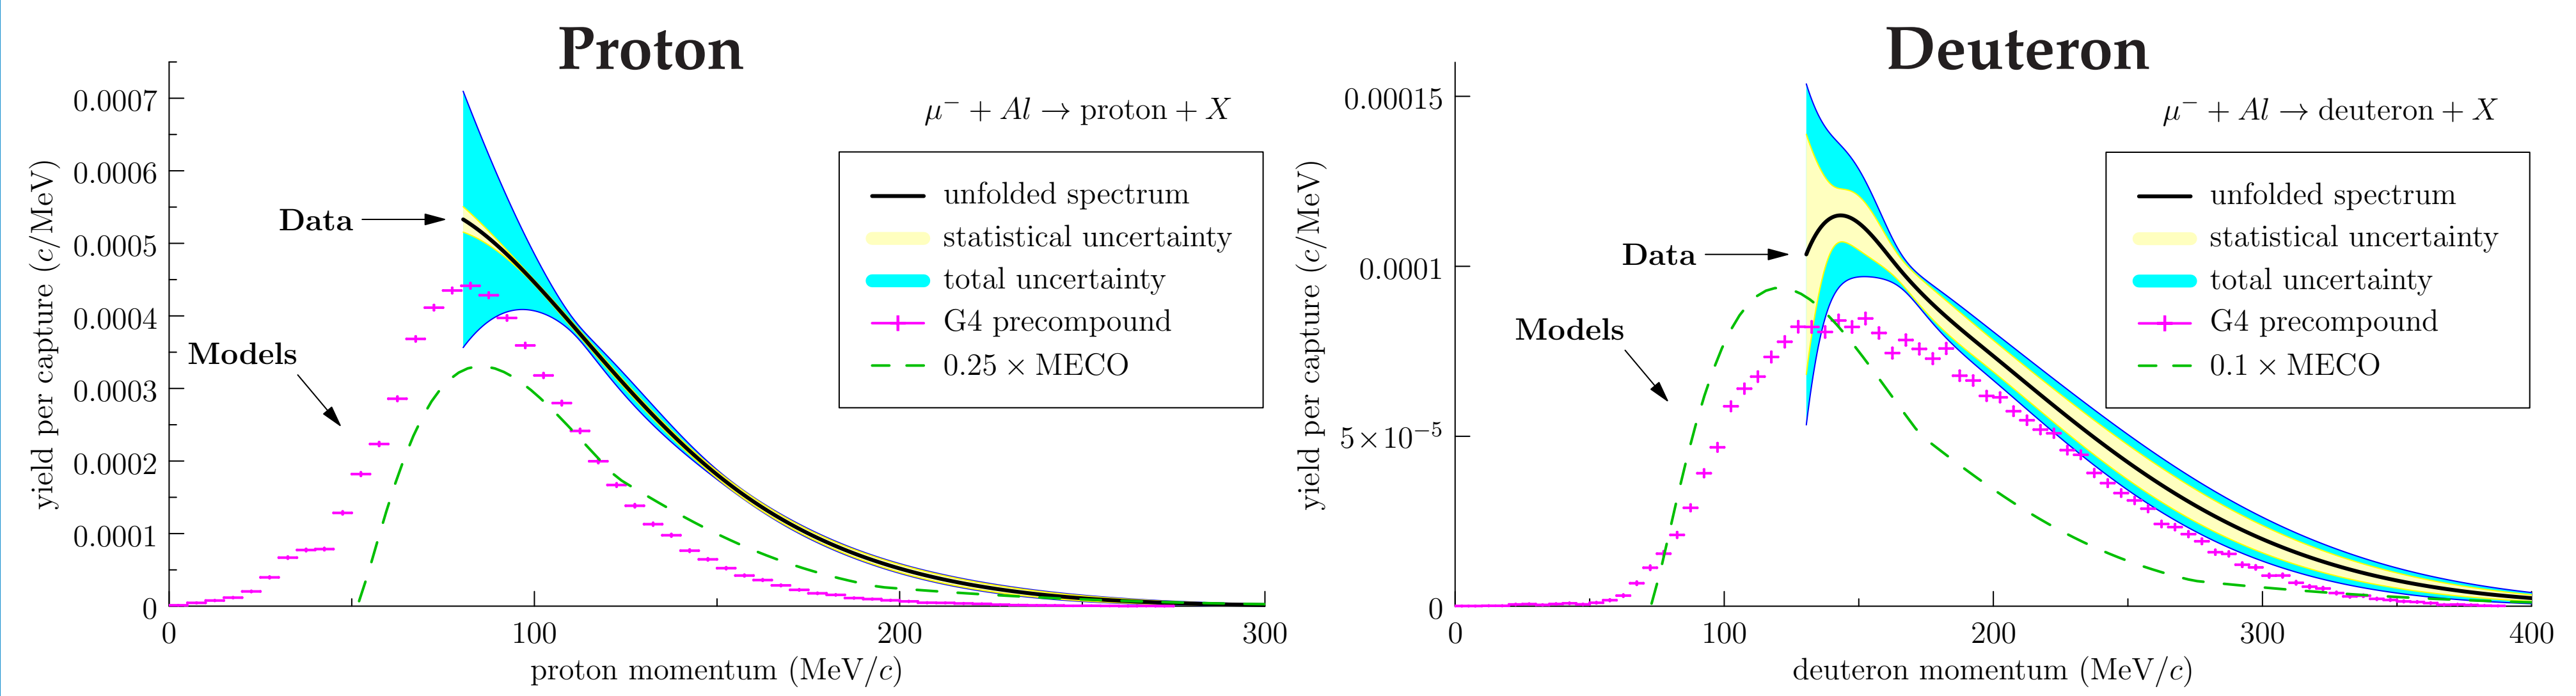 Proton
0.0007
0.0006
0.0005
0.0004
0.0003
0.0002
0.0001
0
yield per capture (c/MeV)
μ⁻ + Al → proton + X
unfolded spectrum
statistical uncertainty
total uncertainty
G4 precompound
0.25 × MECO
Data
Models
0 100 200 300
proton momentum (MeV/c)
Deuteron
0.00015
0.0001
5×10⁻⁵
0
yield per capture (c/MeV)
μ⁻ + Al → deuteron + X
unfolded spectrum
statistical uncertainty
total uncertainty
G4 precompound
0.1 × MECO
Data
Models
0 100 200 300 400
deuteron momentum (MeV/c)